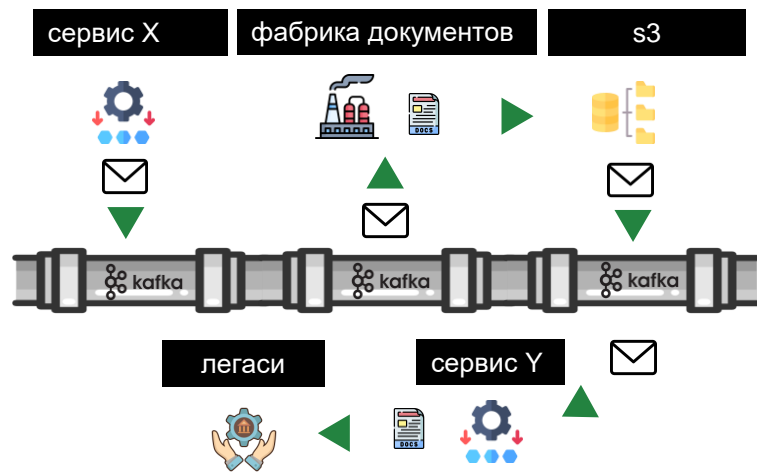 сервис X
фабрика документов
s3
DOCS
kafka
kafka
kafka
легаси
сервис Y
DOCS